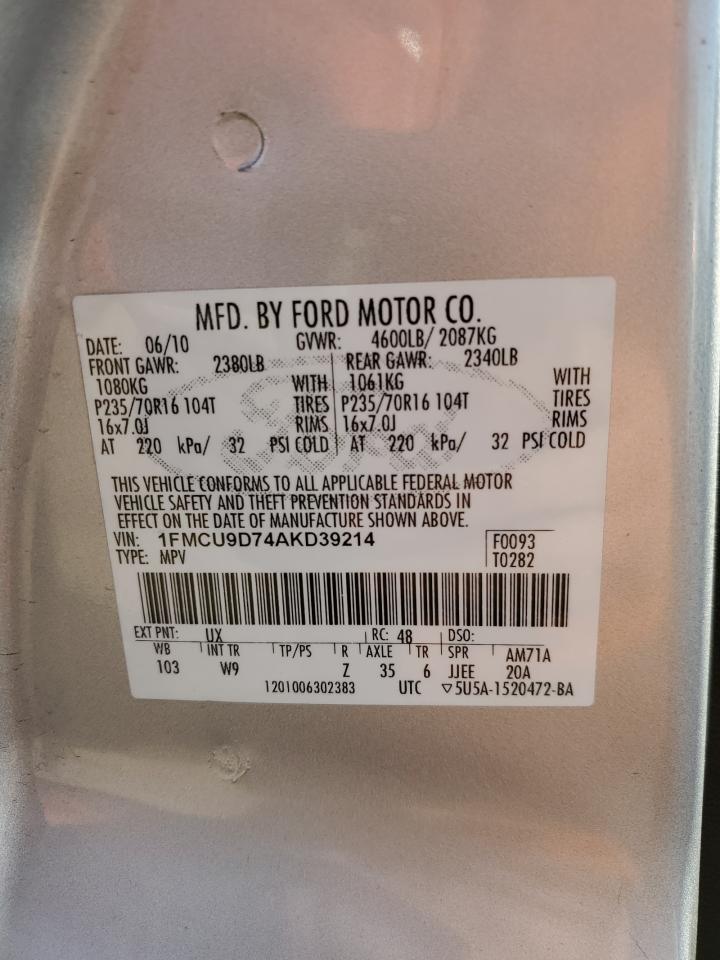 MFD. BY FORD MOTOR CO.
DATE: 06/10 GVWR: 4600LB/ 2087KG
FRONT GAWR: 2380LB REAR GAWR: 2340LB
1080KG WITH 1061KG WITH
P235/70R16 104T TIRES P235/70R16 104T TIRES
16x7.0J RIMS 16x7.0J RIMS
AT 220 kPa/ 32 PSI COLD AT 220 kPa/ 32 PSI COLD
THIS VEHICLE CONFORMS TO ALL APPLICABLE FEDERAL MOTOR
VEHICLE SAFETY AND THEFT PREVENTION STANDARDS IN
EFFECT ON THE DATE OF MANUFACTURE SHOWN ABOVE.
VIN: 1FMCU9D74AKD39214 F0093
TYPE: MPV T0282
EXT PNT: UX RC: 48 DSO:
WB INT TR TP/PS R AXLE TR SPR AM71A
103 W9 Z 35 6 JJEE 20A
1201006302383 UTC ▽5U5A-1520472-BA